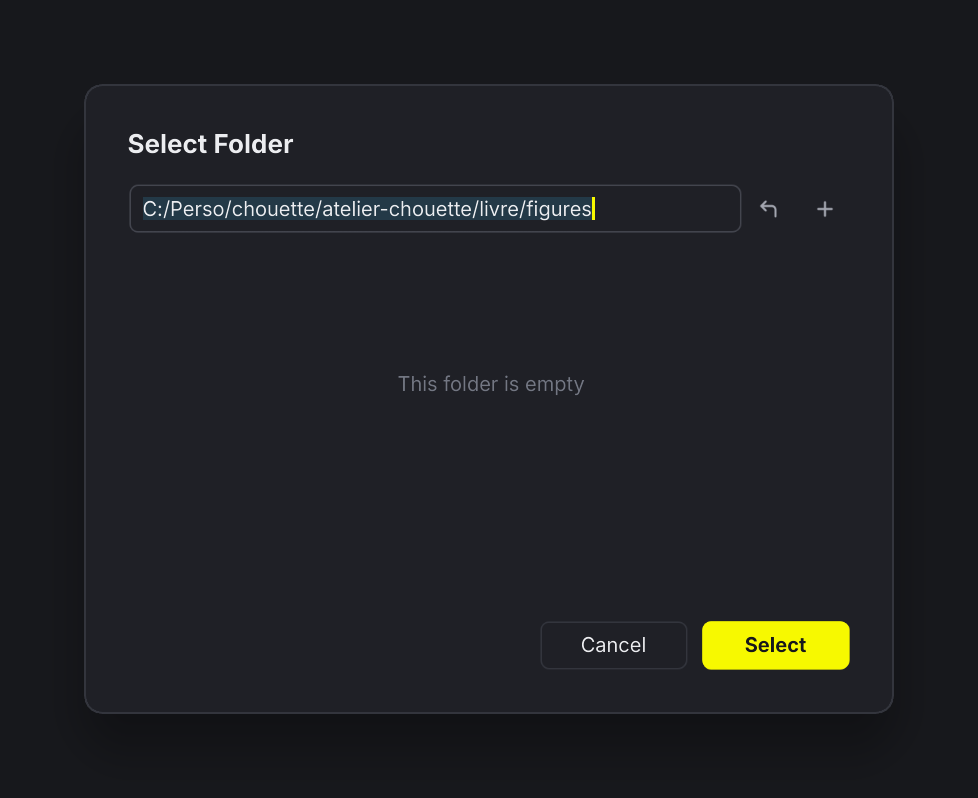 Select Folder
C:/Perso/chouette/atelier-chouette/livre/figures
This folder is empty
Cancel
Select